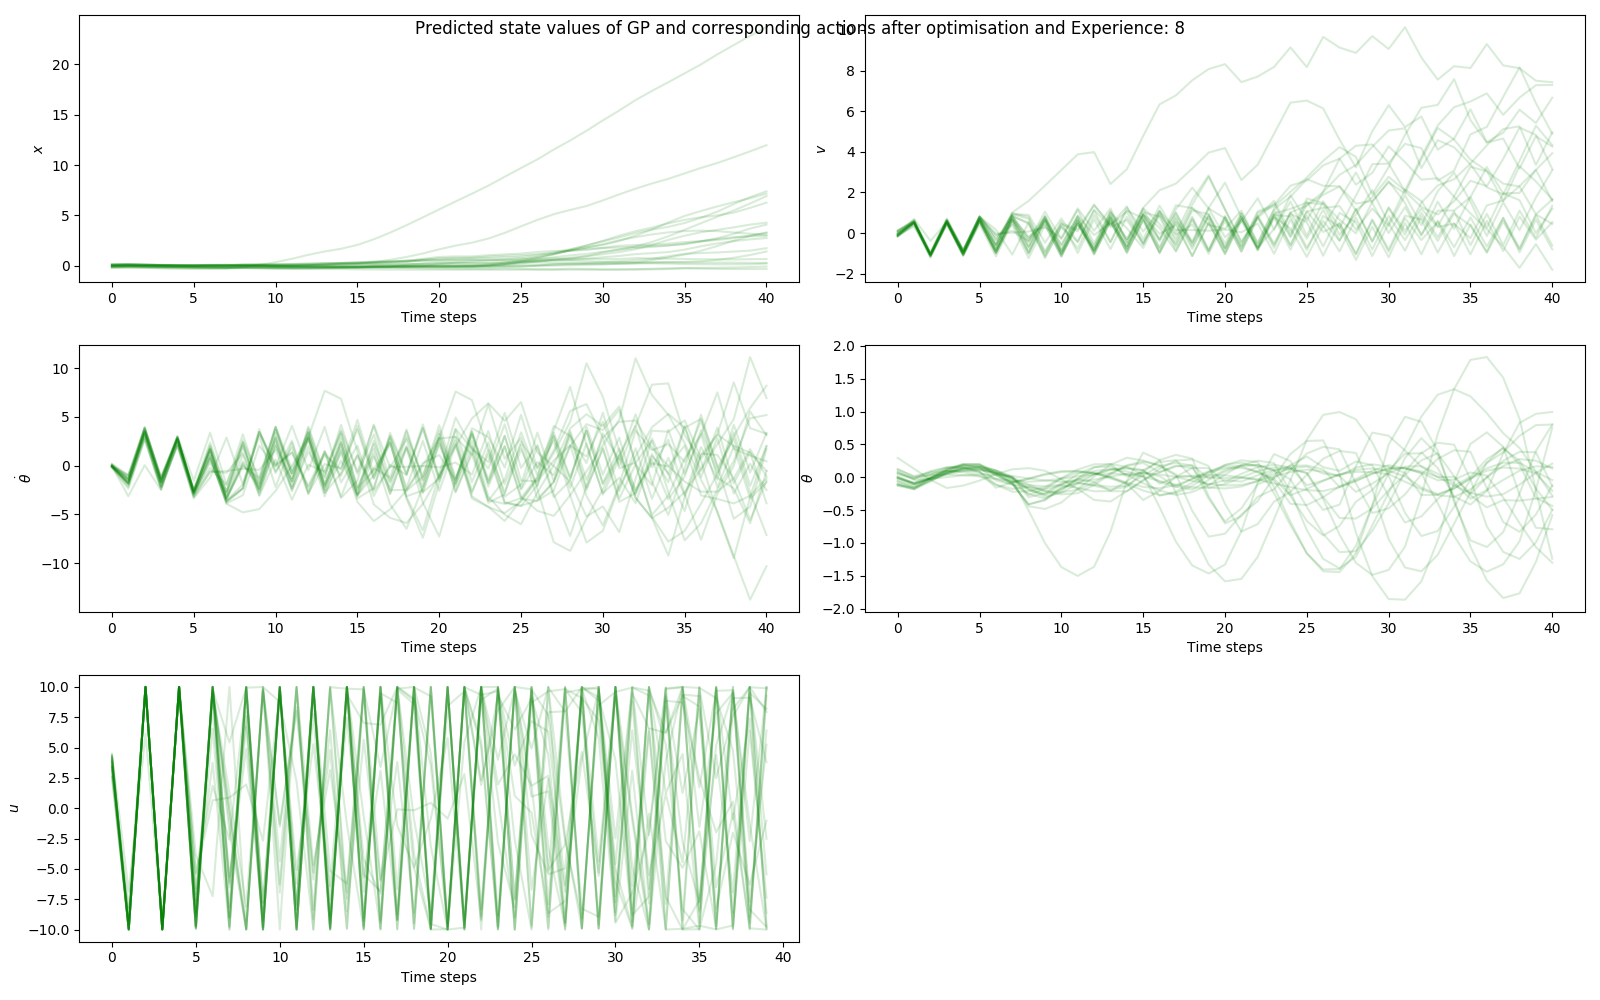 Predicted state values of GP and corresponding actions after optimisation and Experience: 8
20
15
10
5
0
x
0 5 10 15 20 25 30 35 40
Time steps
10
8
6
4
2
0
−2
v
0 5 10 15 20 25 30 35 40
Time steps
10
5
0
−5
−10
θ̇
0 5 10 15 20 25 30 35 40
Time steps
2.0
1.5
1.0
0.5
0.0
−0.5
−1.0
−1.5
−2.0
θ
0 5 10 15 20 25 30 35 40
Time steps
10.0
7.5
5.0
2.5
0.0
−2.5
−5.0
−7.5
−10.0
u
0 5 10 15 20 25 30 35 40
Time steps